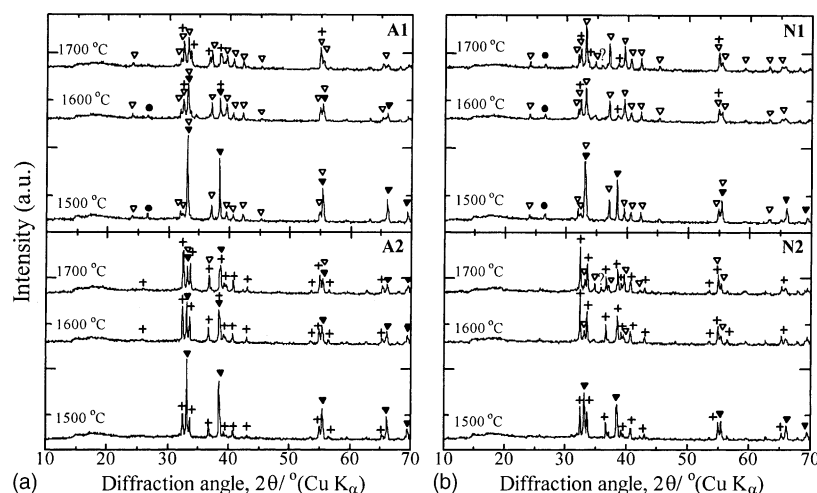 A1
1700 °C
1600 °C
1500 °C
A2
1700 °C
1600 °C
1500 °C
10 20 30 40 50 60 70
Diffraction angle, 2θ/ °(Cu Kα)
(a)
Intensity (a.u.)
N1
1700 °C
?
1600 °C
1500 °C
N2
1700 °C
?
1600 °C
1500 °C
10 20 30 40 50 60 70
Diffraction angle, 2θ/ °(Cu Kα)
(b)